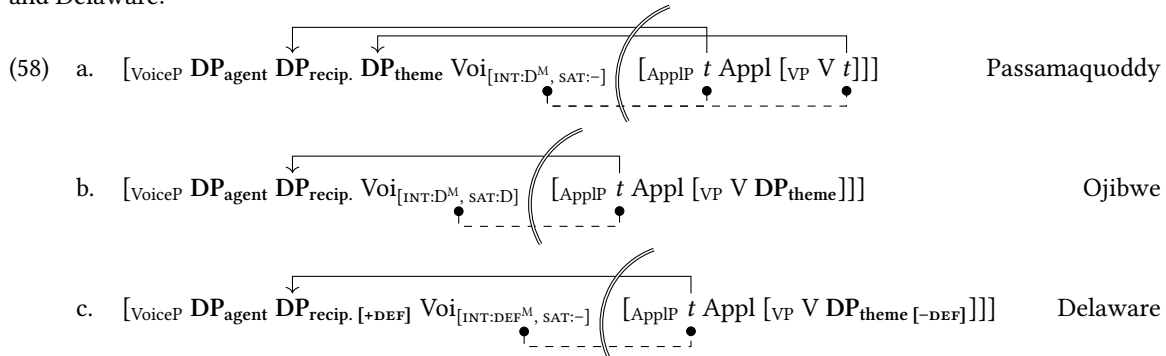 and Delaware.
(58) a. [VoiceP DPagent DPrecip. DPtheme Voi[INT:Dᴹ, SAT:–] [ApplP t Appl [VP V t]]] Passamaquoddy
b. [VoiceP DPagent DPrecip. Voi[INT:Dᴹ, SAT:D] [ApplP t Appl [VP V DPtheme]]] Ojibwe
c. [VoiceP DPagent DPrecip. [+DEF] Voi[INT:DEFᴹ, SAT:–] [ApplP t Appl [VP V DPtheme [–DEF]]]] Delaware